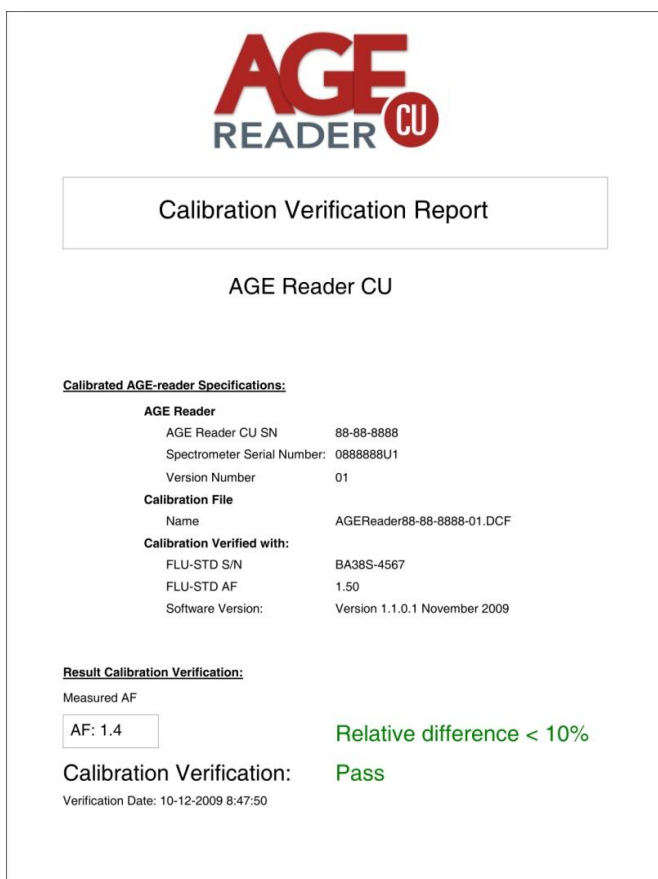 AGE
READER CU
Calibration Verification Report
AGE Reader CU
Calibrated AGE-reader Specifications:
AGE Reader
AGE Reader CU SN 88-88-8888
Spectrometer Serial Number: 0888888U1
Version Number 01
Calibration File
Name AGEReader88-88-8888-01.DCF
Calibration Verified with:
FLU-STD S/N BA38S-4567
FLU-STD AF 1.50
Software Version: Version 1.1.0.1 November 2009
Result Calibration Verification:
Measured AF
AF: 1.4 Relative difference < 10%
Calibration Verification: Pass
Verification Date: 10-12-2009 8:47:50